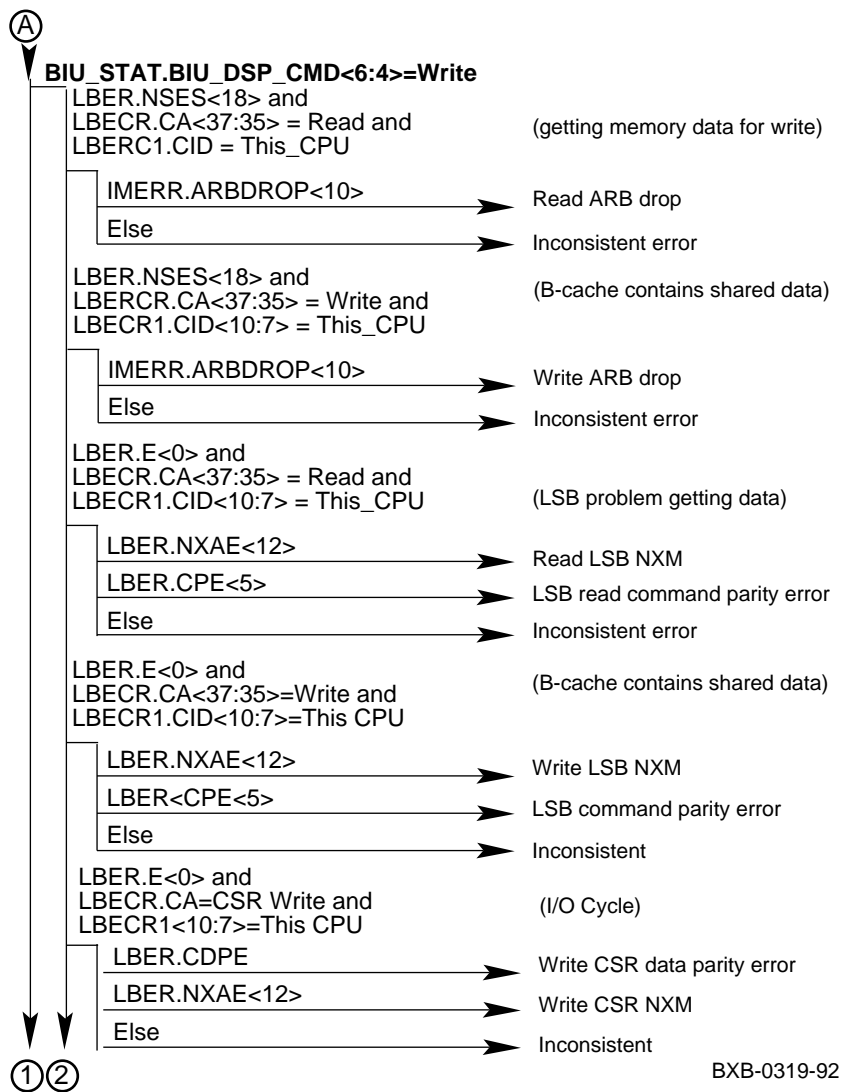 A
BIU_STAT.BIU_DSP_CMD<6:4>=Write
LBER.NSES<18> and
LBECR.CA<37:35> = Read and
LBERC1.CID = This_CPU
(getting memory data for write)
IMERR.ARBDROP<10>
Read ARB drop
Else
Inconsistent error
LBER.NSES<18> and
LBERCR.CA<37:35> = Write and
LBECR1.CID<10:7> = This_CPU
(B-cache contains shared data)
IMERR.ARBDROP<10>
Write ARB drop
Else
Inconsistent error
LBER.E<0> and
LBECR.CA<37:35> = Read and
LBECR1.CID<10:7> = This_CPU
(LSB problem getting data)
LBER.NXAE<12>
Read LSB NXM
LBER.CPE<5>
LSB read command parity error
Else
Inconsistent error
LBER.E<0> and
LBECR.CA<37:35>=Write and
LBECR1.CID<10:7>=This CPU
(B-cache contains shared data)
LBER.NXAE<12>
Write LSB NXM
LBER<CPE<5>
LSB command parity error
Else
Inconsistent
LBER.E<0> and
LBECR.CA=CSR Write and
LBECR1<10:7>=This CPU
(I/O Cycle)
LBER.CDPE
Write CSR data parity error
LBER.NXAE<12>
Write CSR NXM
Else
Inconsistent
1 2
BXB-0319-92